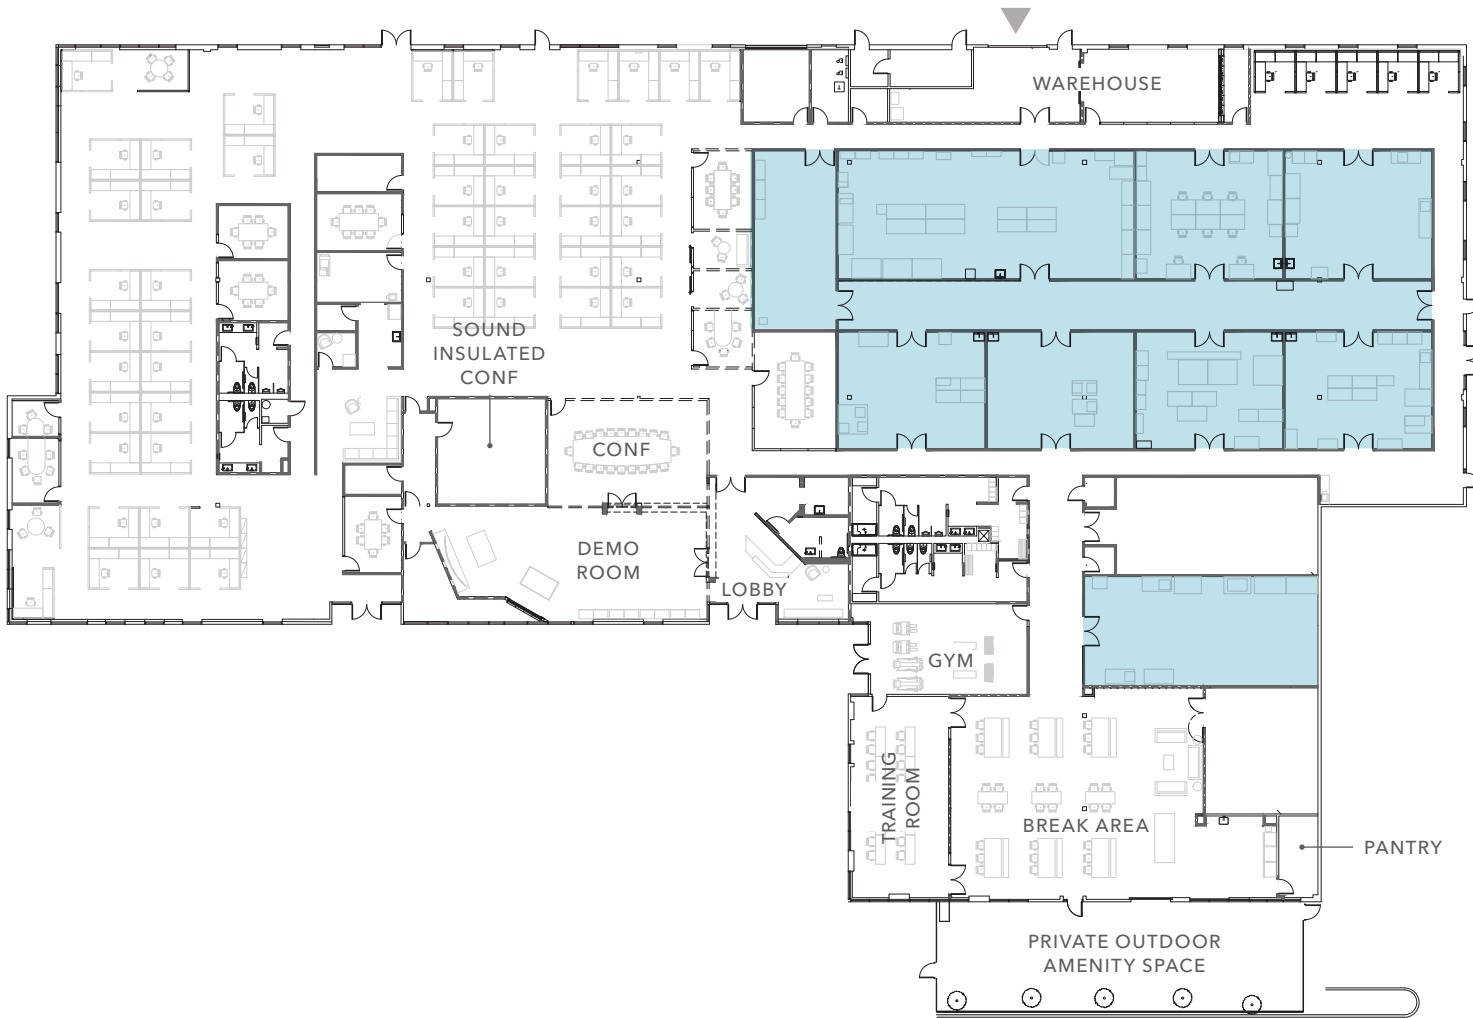 WAREHOUSE
SOUND
INSULATED
CONF
CONF
DEMO
ROOM
LOBBY
GYM
TRAINING
ROOM
BREAK AREA
PANTRY
PRIVATE OUTDOOR
AMENITY SPACE